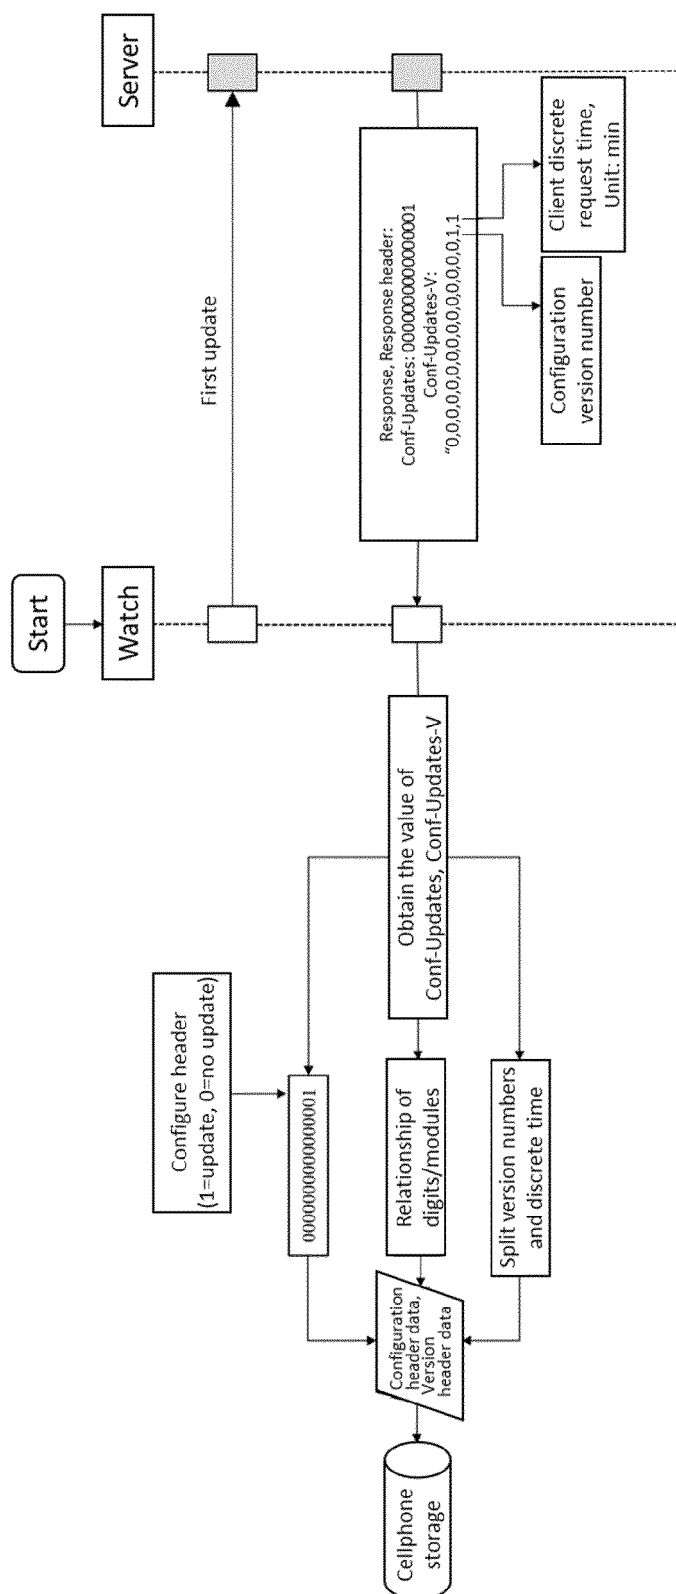 Start
Watch
Server
First update
Response, Response header:
Conf-Updates: 0000000000000001
Conf-Updates-V:
“0,0,0,0,0,0,0,0,0,0,0,0,0,0,0,1,1
Configuration
version number
Client discrete
request time,
Unit: min
Obtain the value of
Conf-Updates, Conf-Updates-V
Configure header
(1=update, 0=no update)
0000000000000001
Relationship of
digits/modules
Split version numbers
and discrete time
Configuration
header data,
Version
header data
Cellphone
storage